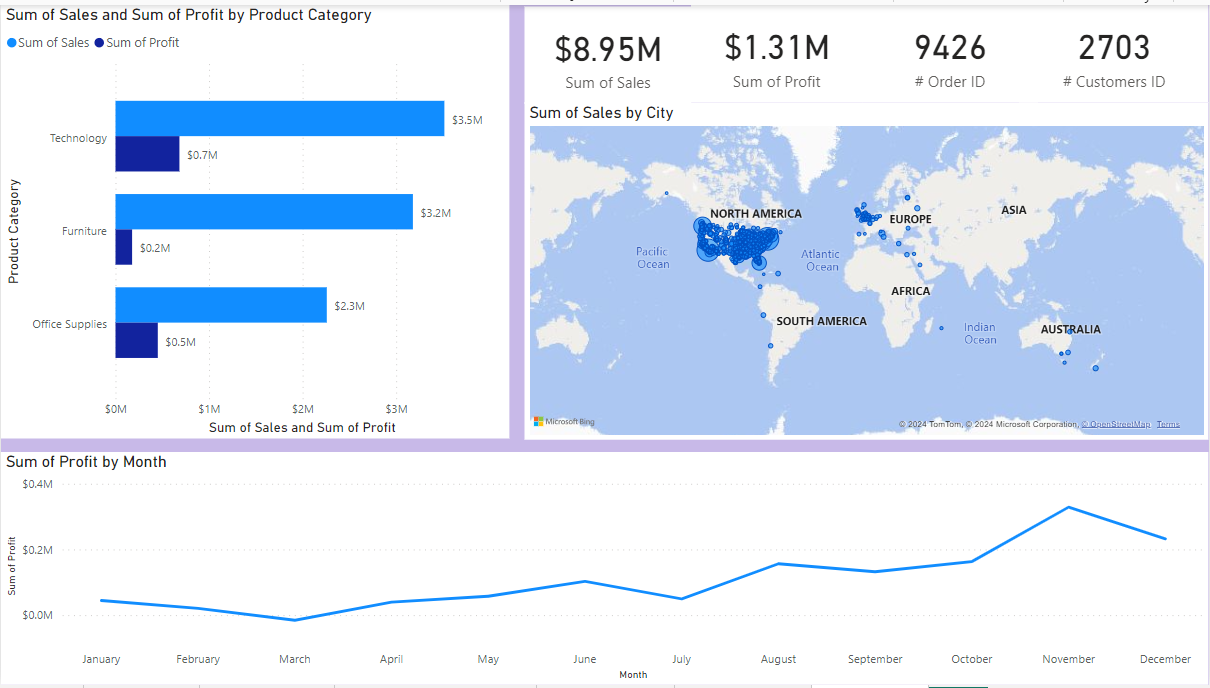 Sum of Sales and Sum of Profit by Product Category
Sum of Sales Sum of Profit
Product Category
Technology
$3.5M
$0.7M
Furniture
$3.2M
$0.2M
Office Supplies
$2.3M
$0.5M
$0M $1M $2M $3M
Sum of Sales and Sum of Profit
$8.95M
Sum of Sales
$1.31M
Sum of Profit
9426
# Order ID
2703
# Customers ID
Sum of Sales by City
NORTH AMERICA
EUROPE
ASIA
Pacific
Ocean
Atlantic
Ocean
AFRICA
SOUTH AMERICA
Indian
Ocean
AUSTRALIA
Microsoft Bing
© 2024 TomTom, © 2024 Microsoft Corporation, © OpenStreetMap Terms
Sum of Profit by Month
Sum of Profit
$0.4M
$0.2M
$0.0M
January February March April May June July August September October November December
Month